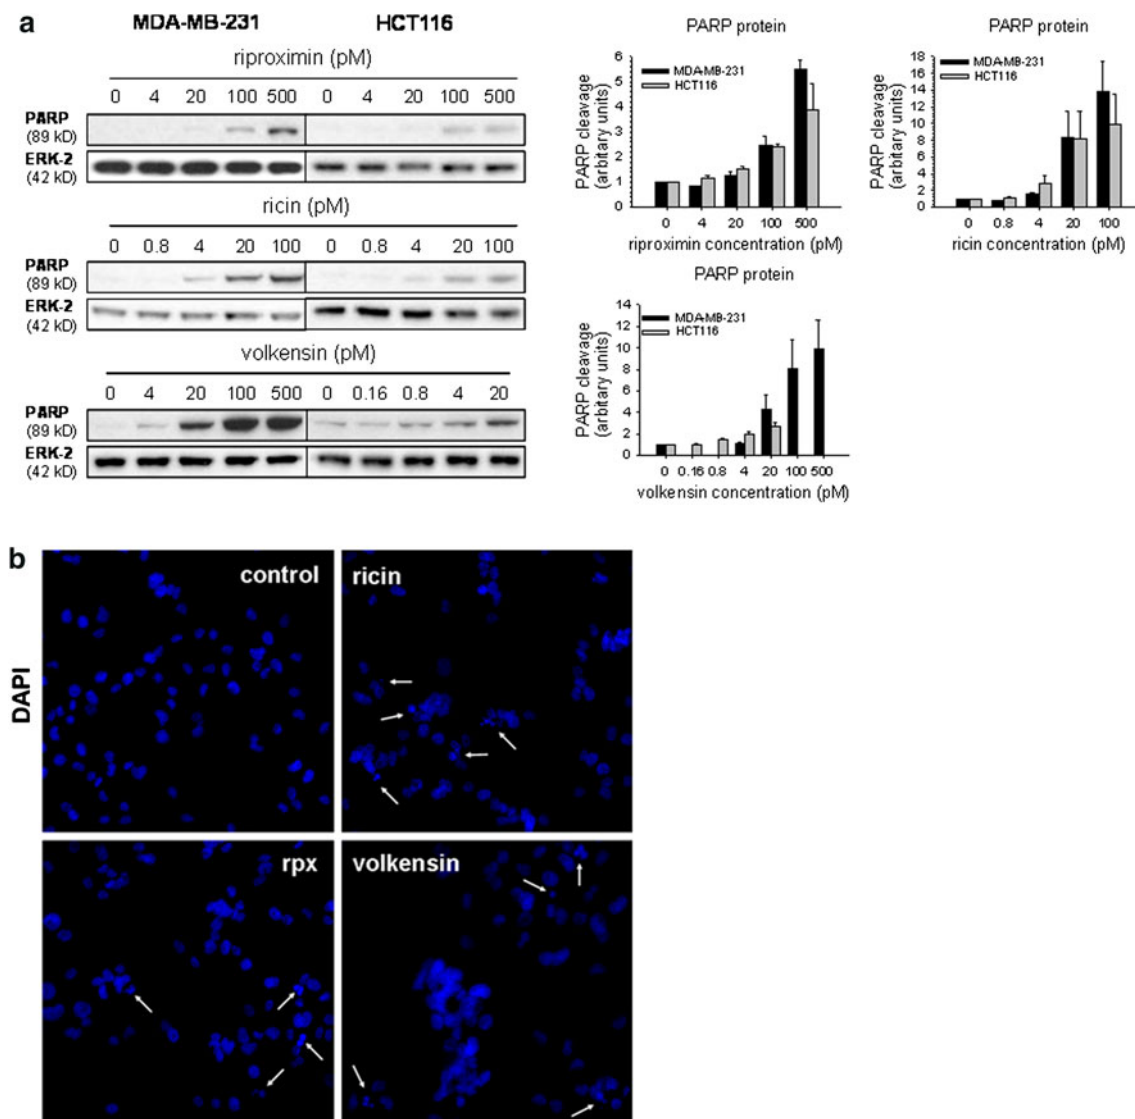 a
MDA-MB-231 HCT116
riproximin (pM)
0 4 20 100 500 0 4 20 100 500
PARP
(89 kD)
ERK-2
(42 kD)
ricin (pM)
0 0.8 4 20 100 0 0.8 4 20 100
PARP
(89 kD)
ERK-2
(42 kD)
volkensin (pM)
0 4 20 100 500 0 0.16 0.8 4 20
PARP
(89 kD)
ERK-2
(42 kD)
PARP protein
PARP cleavage
(arbitary units)
6
5
4
3
2
1
0
MDA-MB-231
HCT116
0 4 20 100 500
riproximin concentration (pM)
PARP protein
PARP cleavage
(arbitary units)
18
16
14
12
10
8
6
4
2
0
MDA-MB-231
HCT116
0 0.8 4 20 100
ricin concentration (pM)
PARP protein
PARP cleavage
(arbitary units)
14
12
10
8
6
4
2
0
MDA-MB-231
HCT116
0 0.16 0.8 4 20 100 500
volkensin concentration (pM)
b
DAPI
control
ricin
rpx
volkensin